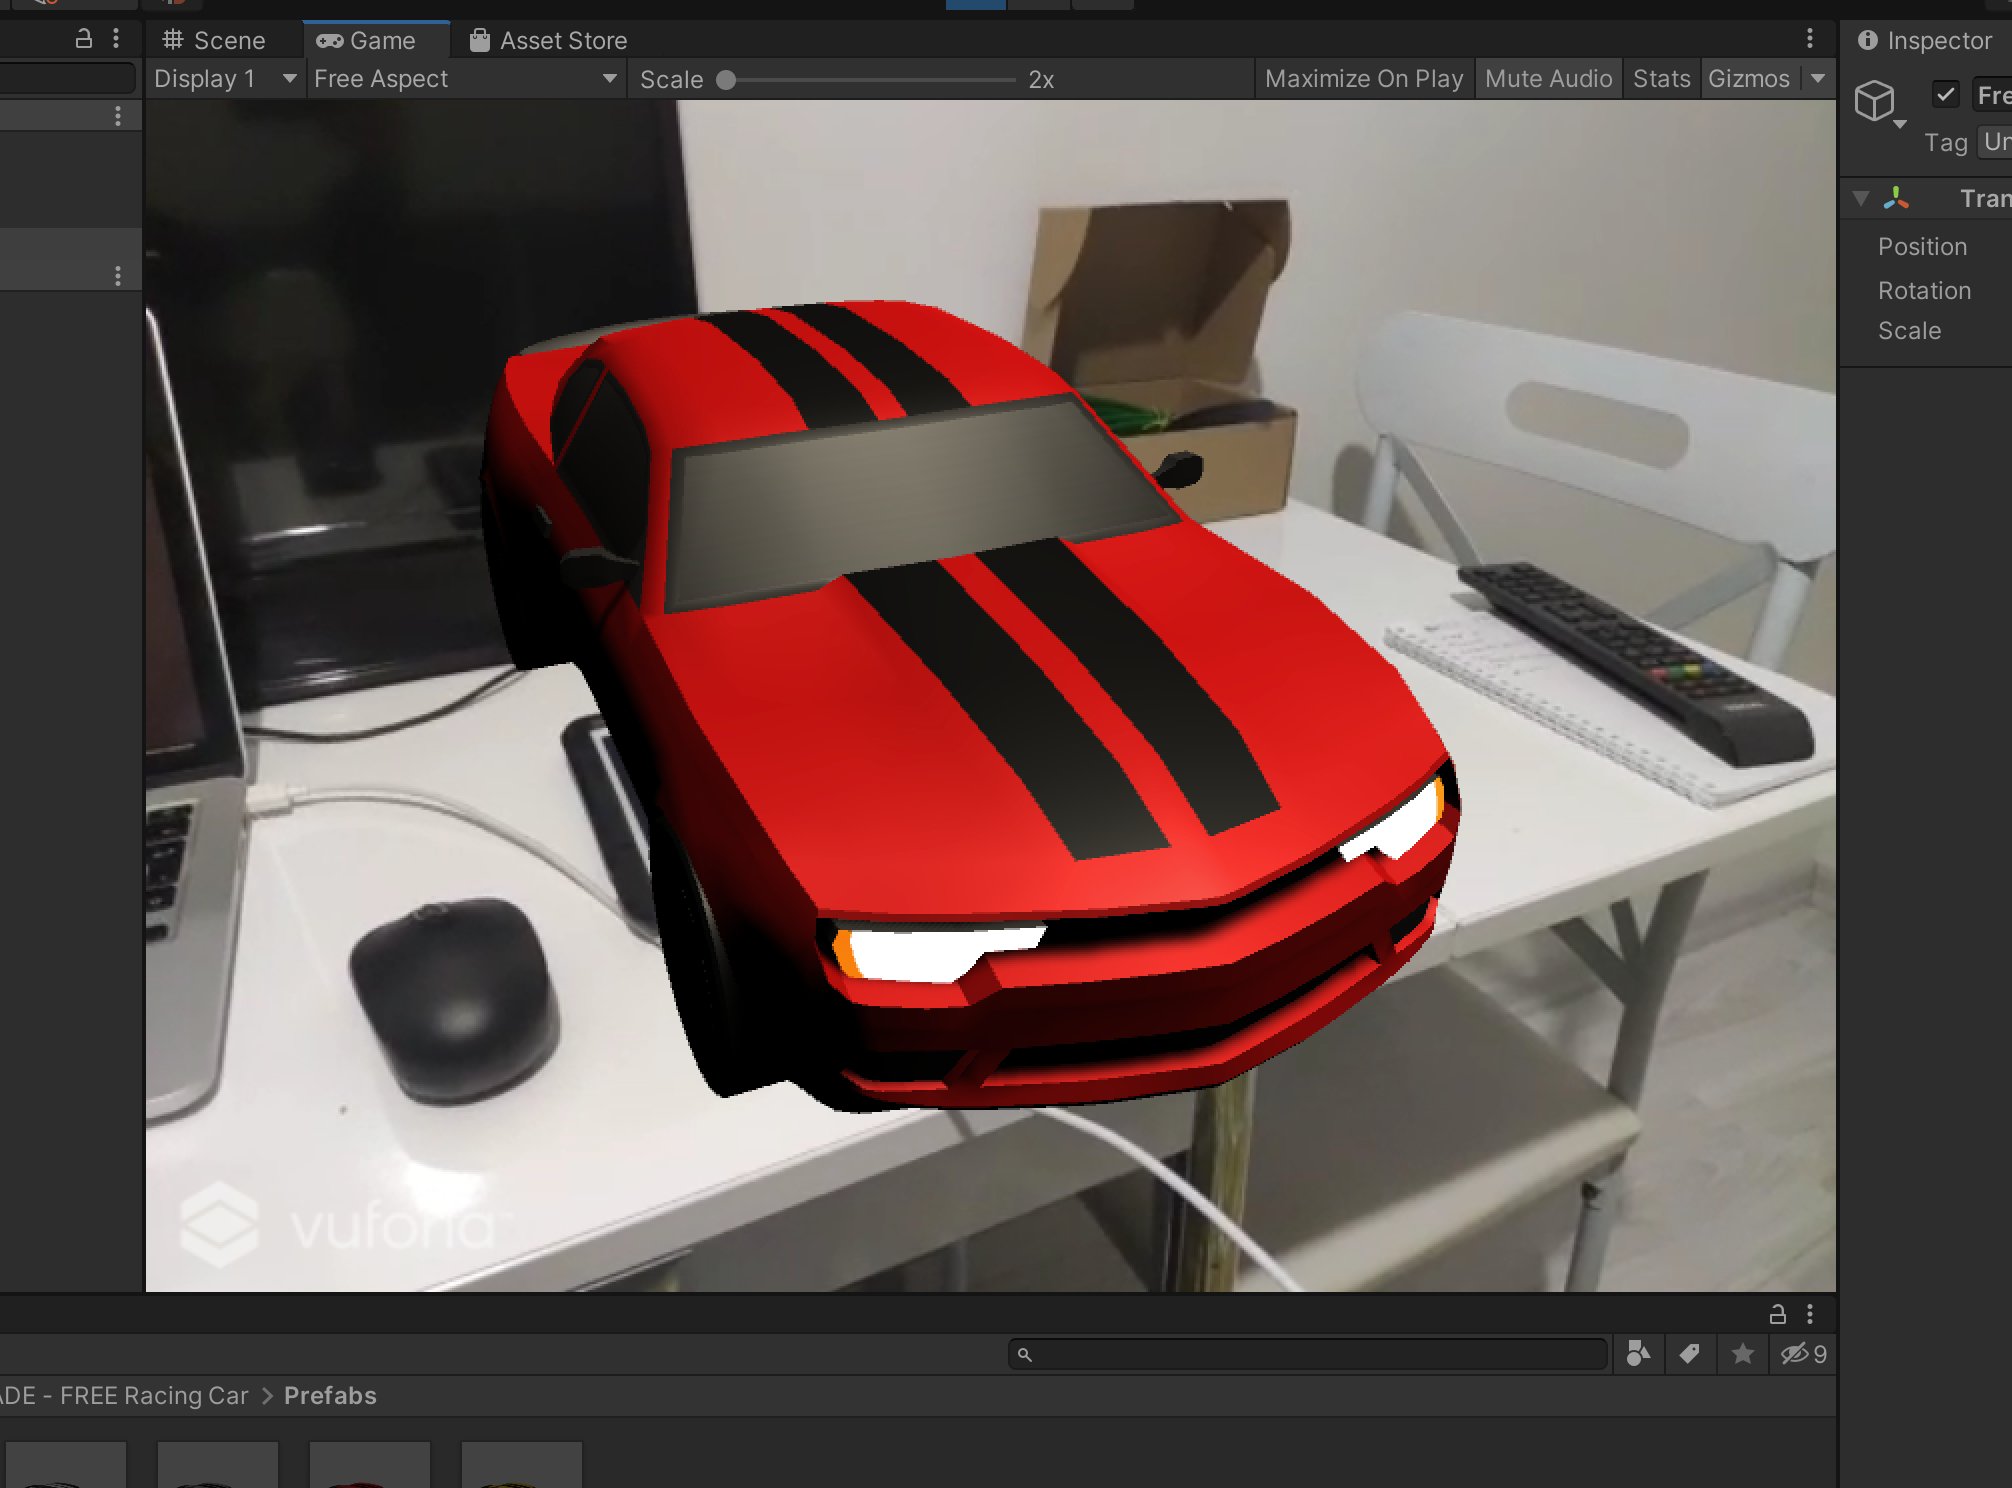 Scene Game Asset Store
Inspector
Display 1 Free Aspect Scale 2x Maximize On Play Mute Audio Stats Gizmos
Fre
Tag Un
Tran
Position
Rotation
Scale
vuforia
9
ADE - FREE Racing Car > Prefabs